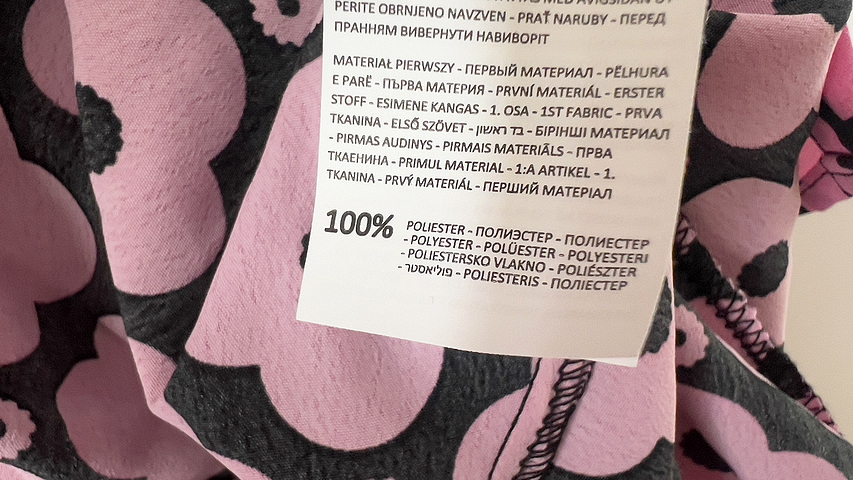 PERITE OBRNJENO NAVZVEN - PRAŤ NARUBY - ПЕРЕД
ПРАННЯМ ВИВЕРНУТИ НАВИВОРІТ
MATERIAŁ PIERWSZY - ПЕРВЫЙ МАТЕРИАЛ - PËLHURA
E PARË - ПЪРВА МАТЕРИЯ - PRVNÍ MATERIÁL - ERSTER
STOFF - ESIMENE KANGAS - 1. OSA - 1ST FABRIC - PRVA
TKANINA - ELSŐ SZÖVET - בד ראשון - БІРІНШІ МАТЕРИАЛ
- PIRMAS AUDINYS - PIRMAIS MATERIĀLS - ПРВА
ТКАЕНИНА - PRIMUL MATERIAL - 1:A ARTIKEL - 1.
TKANINA - PRVÝ MATERIÁL - ПЕРШИЙ МАТЕРІАЛ
100% POLIESTER - ПОЛИЭСТЕР - ПОЛИЕСТЕР
- POLYESTER - POLÜESTER - POLYESTERI
- POLIESTERSKO VLAKNO - POLIÉSZTER
- פוליאסטר - POLIESTERIS - ПОЛІЕСТЕР